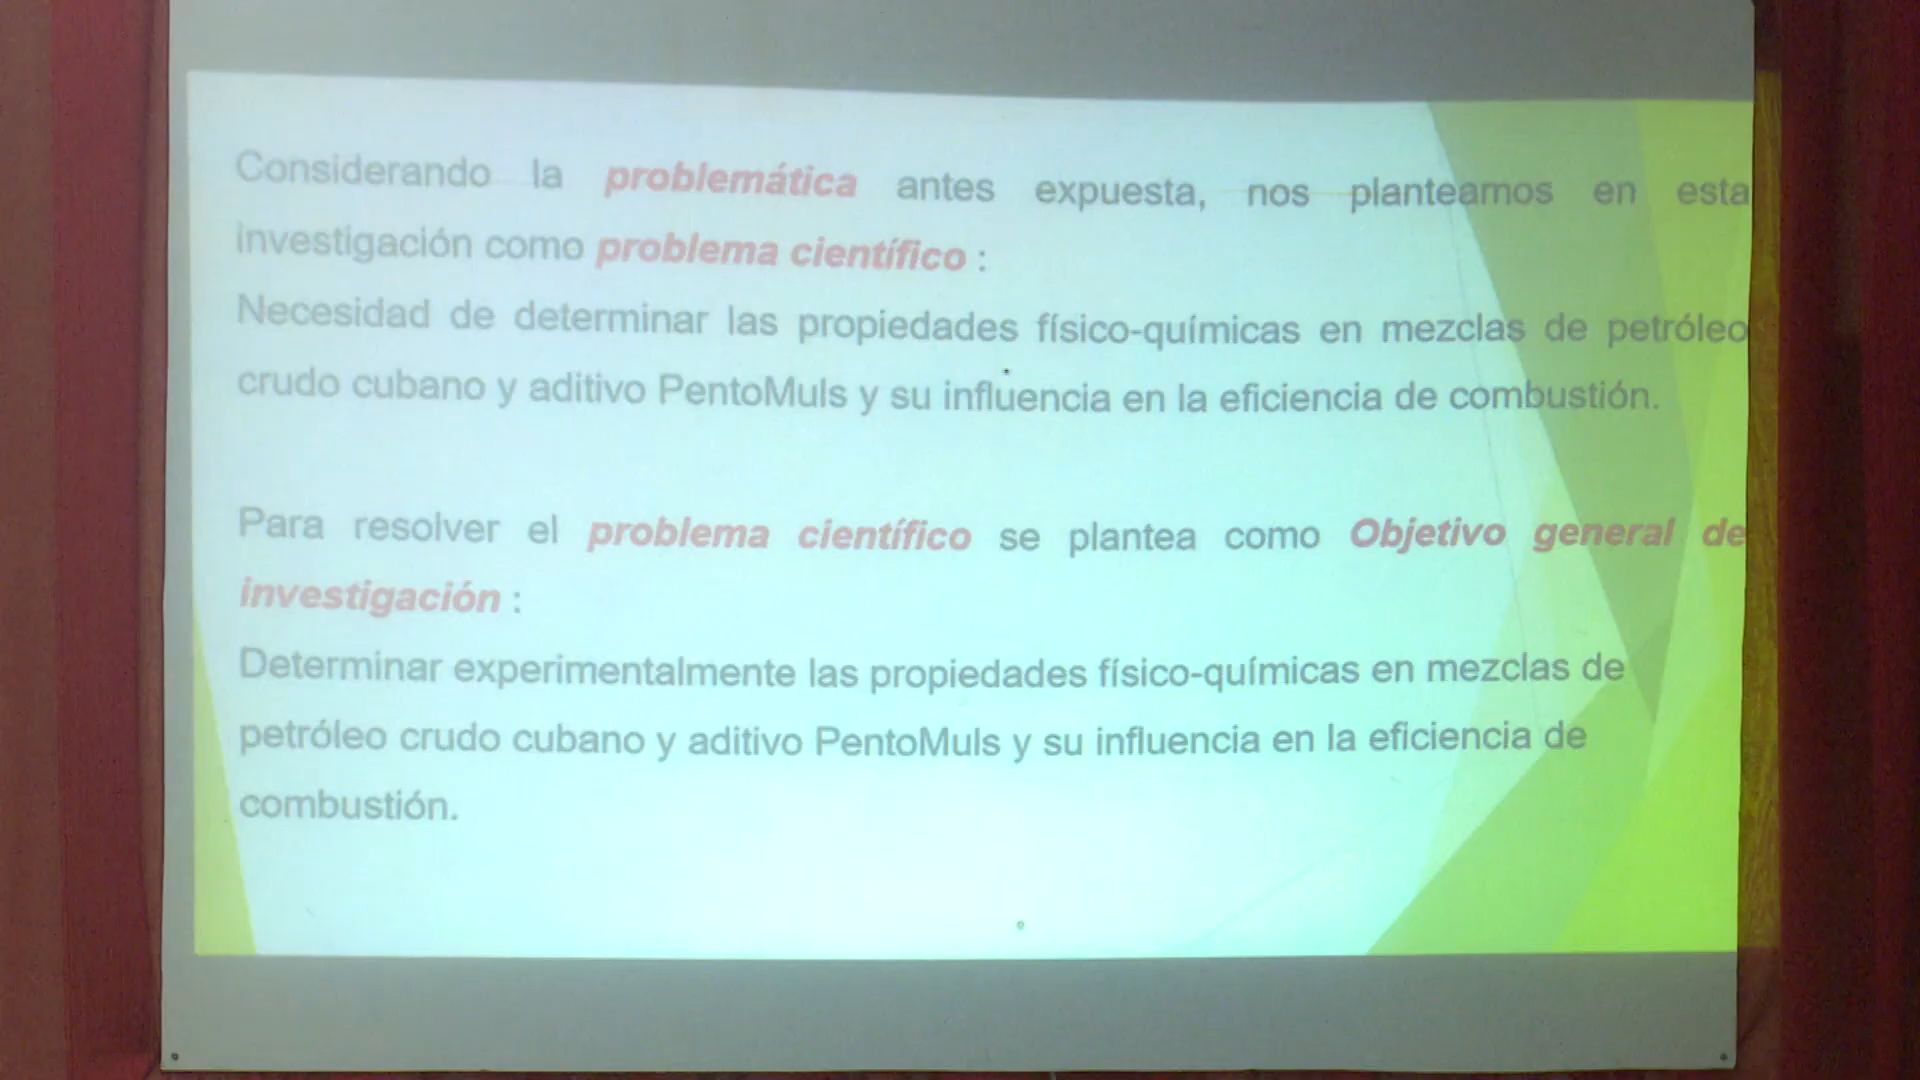 Considerando la problemática antes expuesta, nos planteamos en esta
investigación como problema científico :
Necesidad de determinar las propiedades físico-químicas en mezclas de petróleo
crudo cubano y aditivo PentoMuls y su influencia en la eficiencia de combustión.
Para resolver el problema científico se plantea como Objetivo general de
investigación :
Determinar experimentalmente las propiedades físico-químicas en mezclas de
petróleo crudo cubano y aditivo PentoMuls y su influencia en la eficiencia de
combustión.